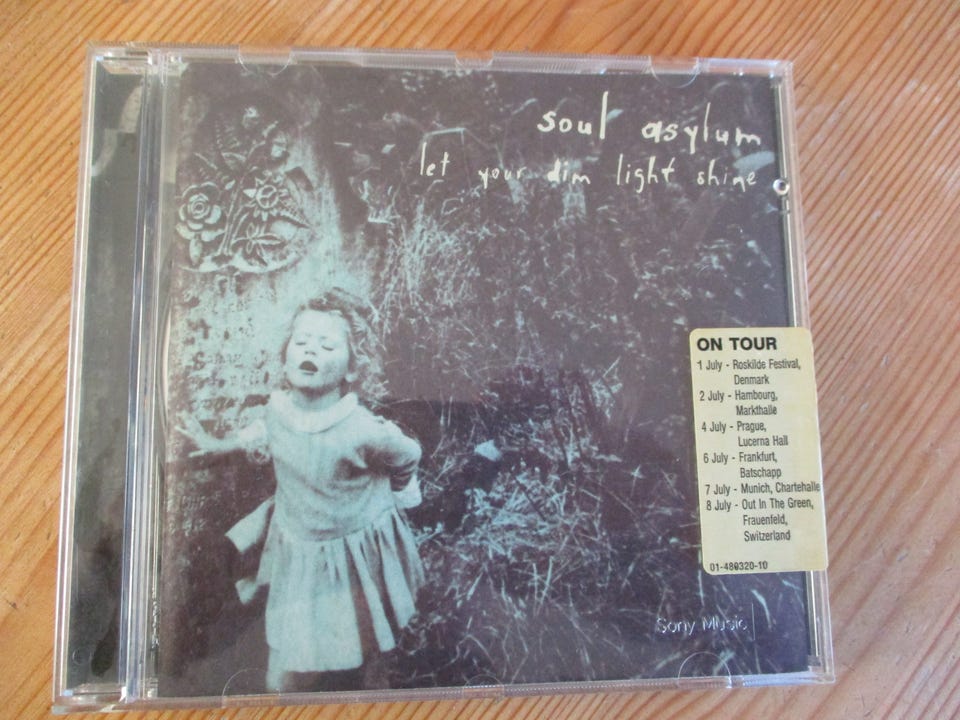 soul asylum
let your dim light shine
ON TOUR
1 July - Roskilde Festival,
Denmark
2 July - Hambourg,
Markthalle
4 July - Prague,
Lucerna Hall
6 July - Frankfurt,
Batschapp
7 July - Munich, Chartehalle
8 July - Out In The Green,
Frauenfeld,
Switzerland
01-480320-10
Sony Music